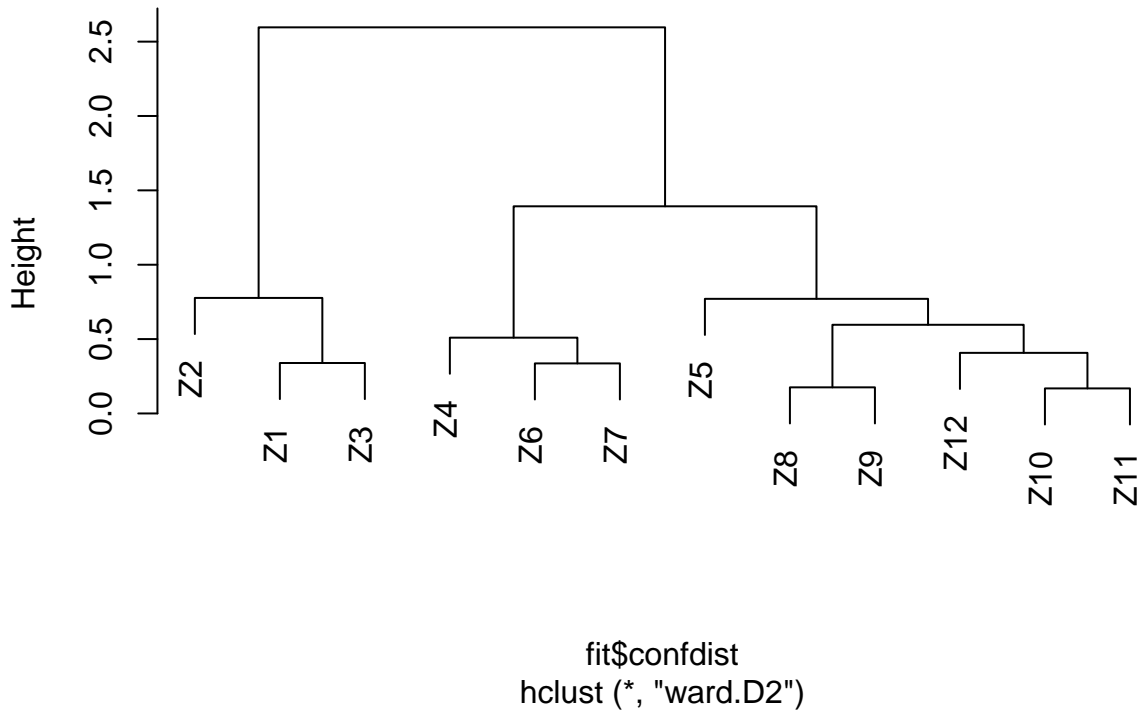 Height
2.5
2.0
1.5
1.0
0.5
0.0
Z2
Z1
Z3
Z4
Z6
Z7
Z5
Z8
Z9
Z12
Z10
Z11
fit$confdist
hclust (*, "ward.D2")